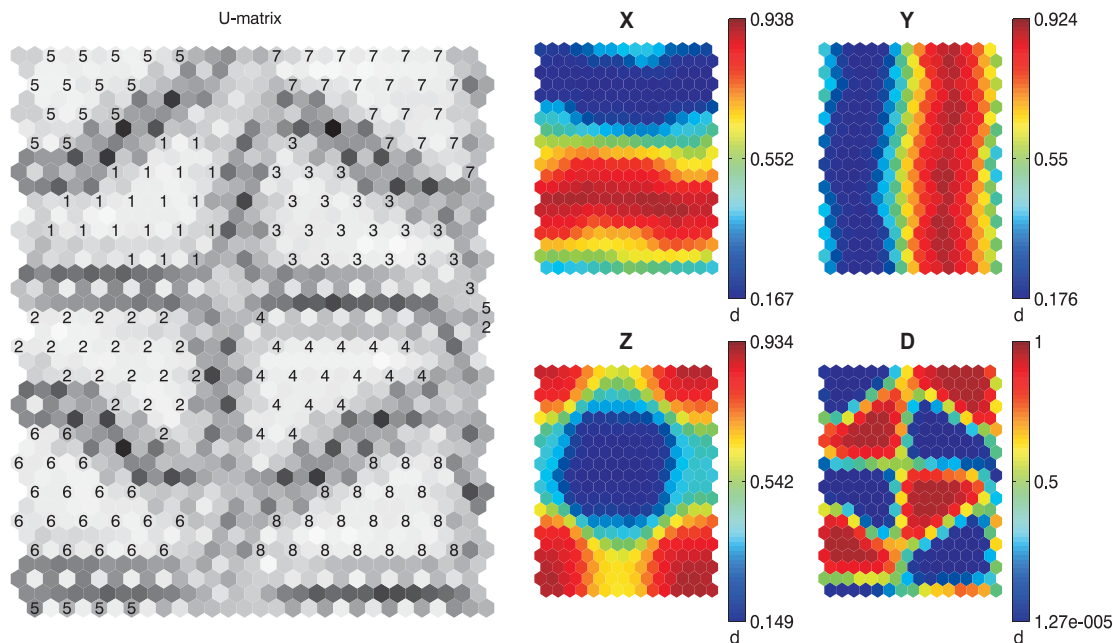 U-matrix
5 5 5 5 5 7 7 7 7 7 7
5 5 5 5 7 7 7 7 7 7
5 5 5 7 7 7
5 5 1 1 3 7 7 7
1 1 1 1 3 3 3 7
1 1 1 1 1 3 3 3 3
1 1 1 1 1 1 3 3 3 3 3 3
1 1 1 3 3 3 3 3 3
3
5
2 2 2 2 2 4
2
2 2 2 2 2 2 4 4 4 4 4
2 2 2 2 2 4 4 4 4 4 4
2 2 2 4 4 4
6 6 2 4 4
6 6 6 8 8 8
6 6 6 6 8 8 8 8
6 6 6 6 6 6 8 8 8 8 8 8
6 6 6 6 6 8 8 8 8 8 8 8
5 5 5 5
X
0.938
0.552
0.167
d
Y
0.924
0.55
0.176
d
Z
0.934
0.542
0.149
d
D
1
0.5
1.27e-005
d